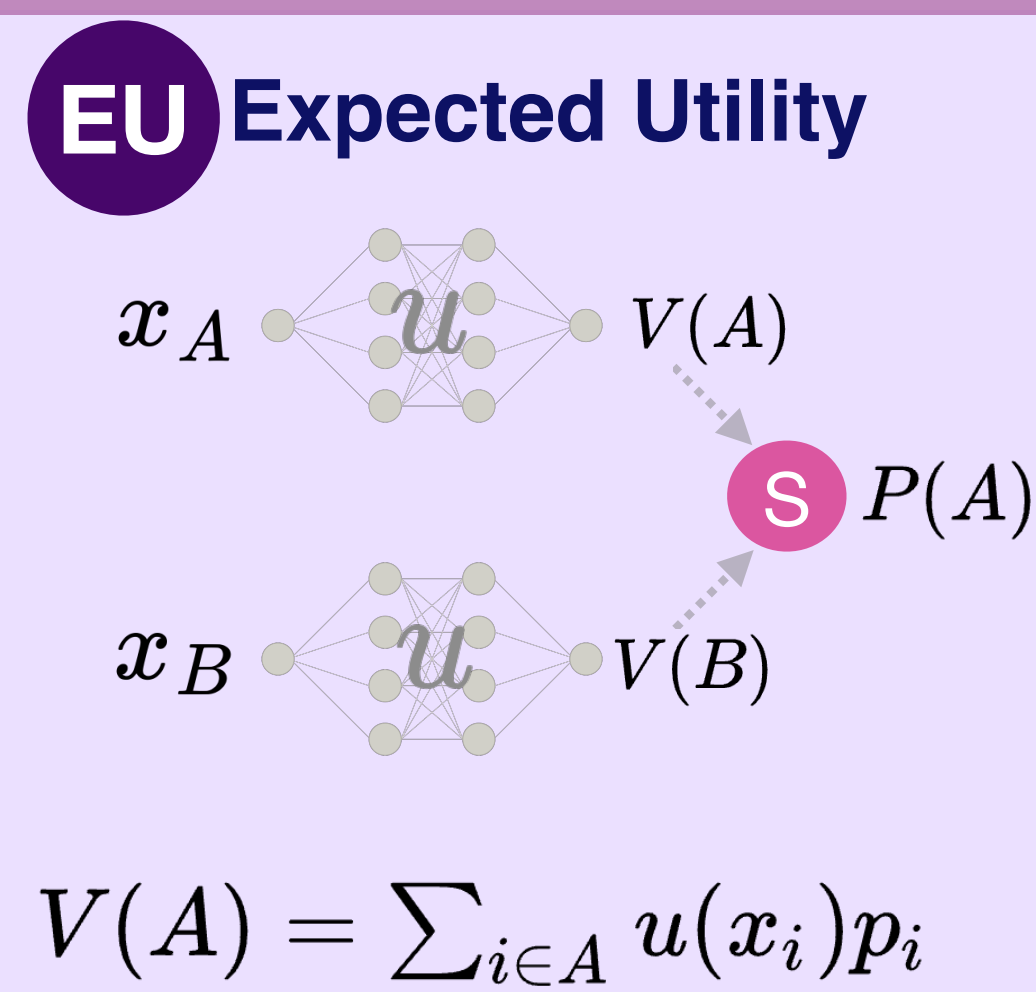 EU Expected Utility
x_A u V(A)
S P(A)
x_B u V(B)
V(A) = ∑_{i∈A} u(x_i)p_i